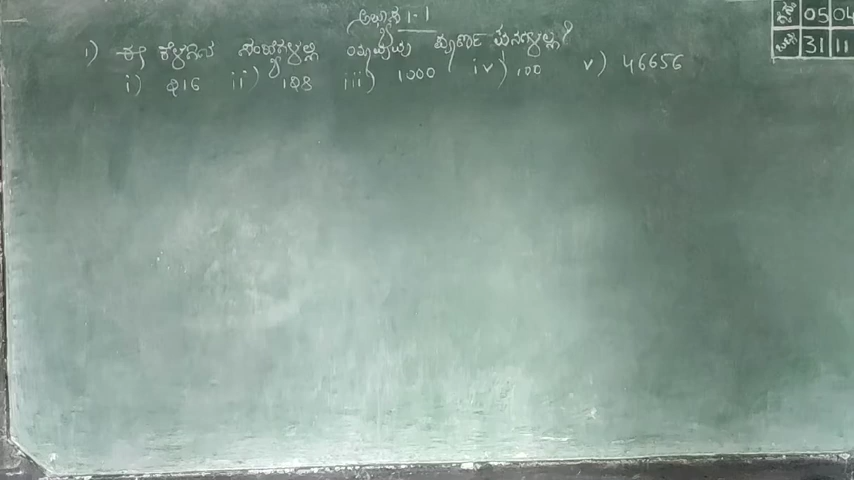 ಅಭ್ಯಾಸ 1-1
1) ಈ ಕೆಳಗಿನ ಸಂಖ್ಯೆಗಳಲ್ಲಿ ಯಾವುವು ಪೂರ್ಣ ಘನಗಳಲ್ಲ?
i) 216 ii) 128 iii) 1000 iv) 100 v) 46656
05 04
31 11